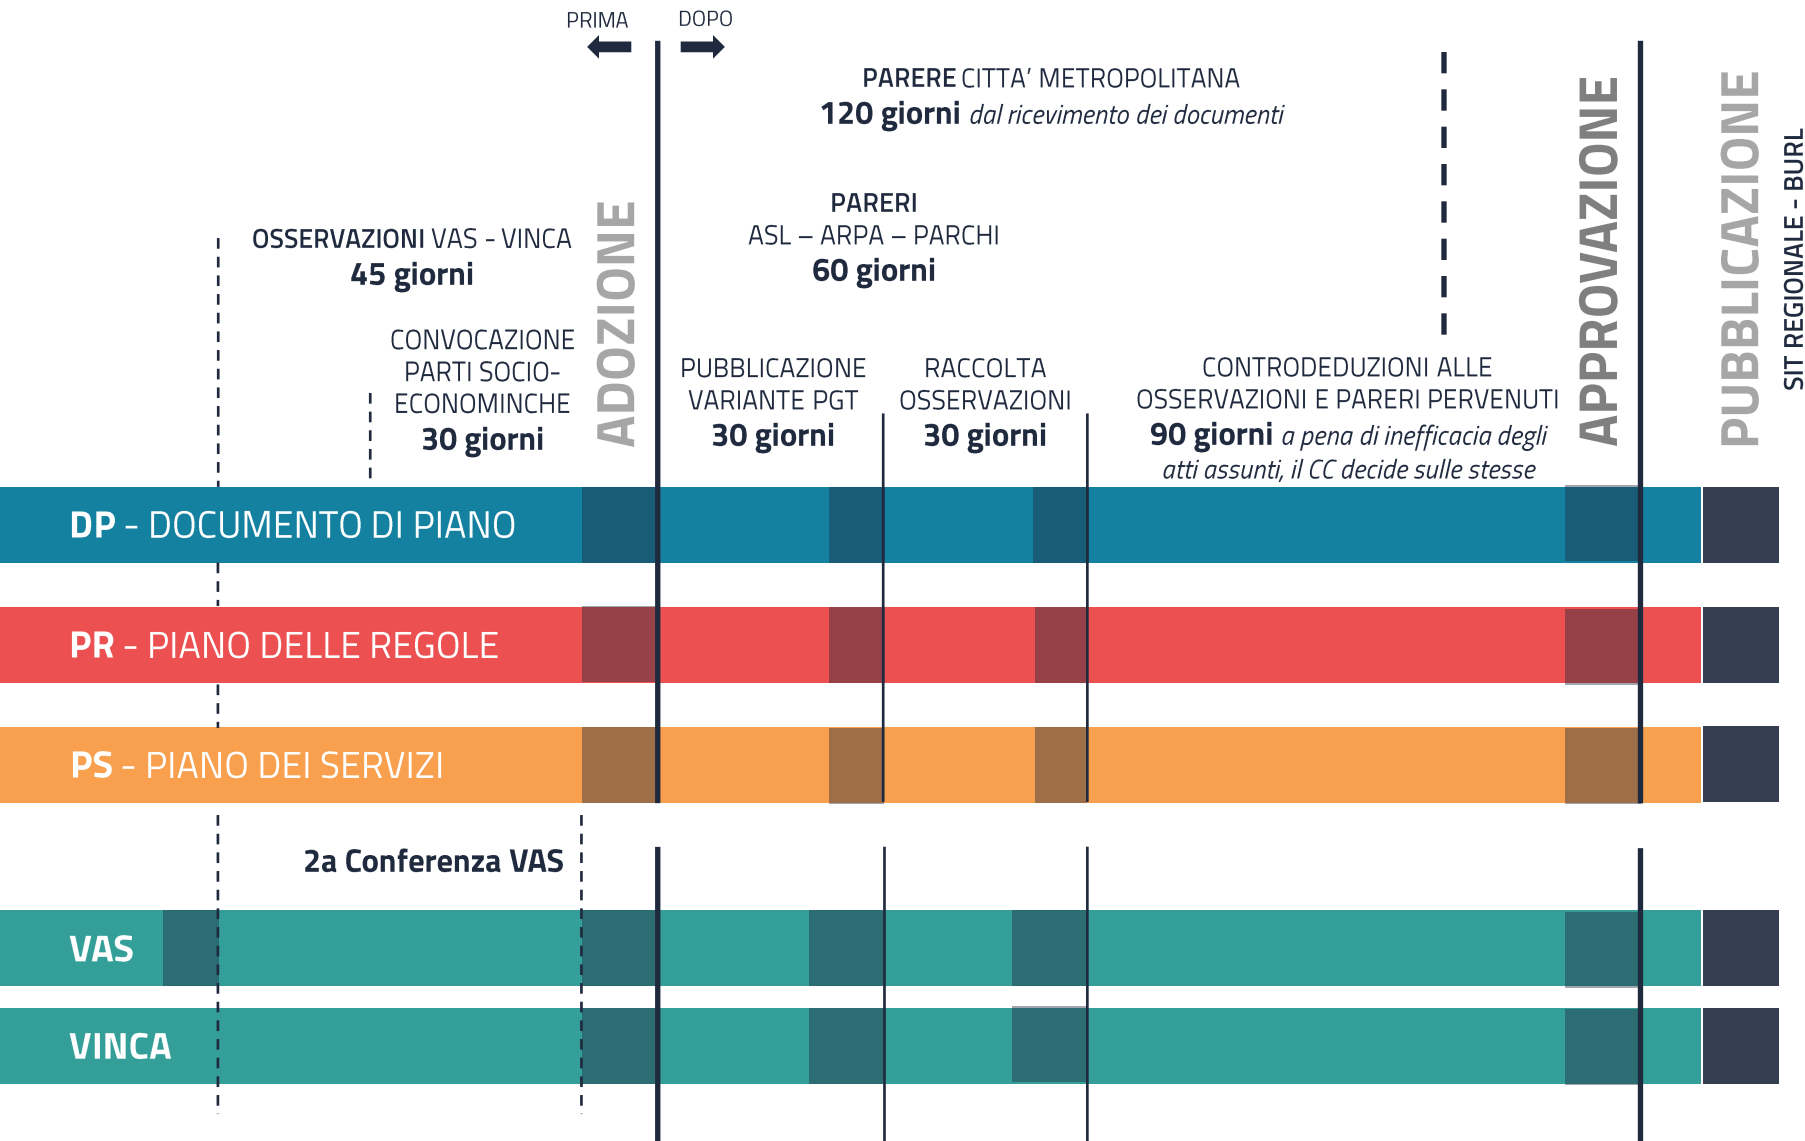 PRIMA
DOPO
PARERE CITTA’ METROPOLITANA
120 giorni dal ricevimento dei documenti
PARERI
ASL – ARPA – PARCHI
60 giorni
OSSERVAZIONI VAS - VINCA
45 giorni
CONVOCAZIONE
PARTI SOCIO-
ECONOMINCHE
30 giorni
ADOZIONE
PUBBLICAZIONE
VARIANTE PGT
30 giorni
RACCOLTA
OSSERVAZIONI
30 giorni
CONTRODEDUZIONI ALLE
OSSERVAZIONI E PARERI PERVENUTI
90 giorni a pena di inefficacia degli
atti assunti, il CC decide sulle stesse
APPROVAZIONE
PUBBLICAZIONE
SIT REGIONALE - BURL
DP - DOCUMENTO DI PIANO
PR - PIANO DELLE REGOLE
PS - PIANO DEI SERVIZI
2a Conferenza VAS
VAS
VINCA